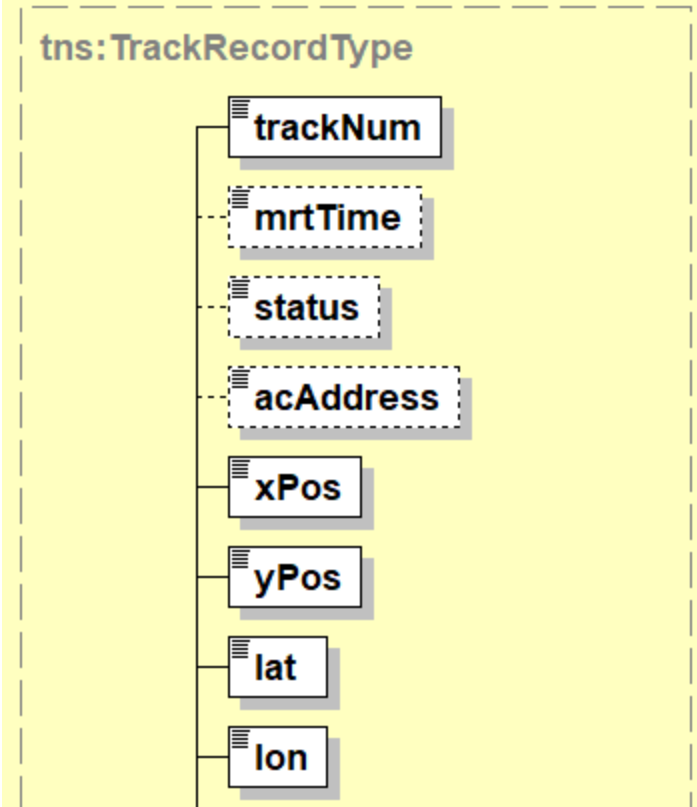 tns:TrackRecordType
trackNum
mrtTime
status
acAddress
xPos
yPos
lat
lon